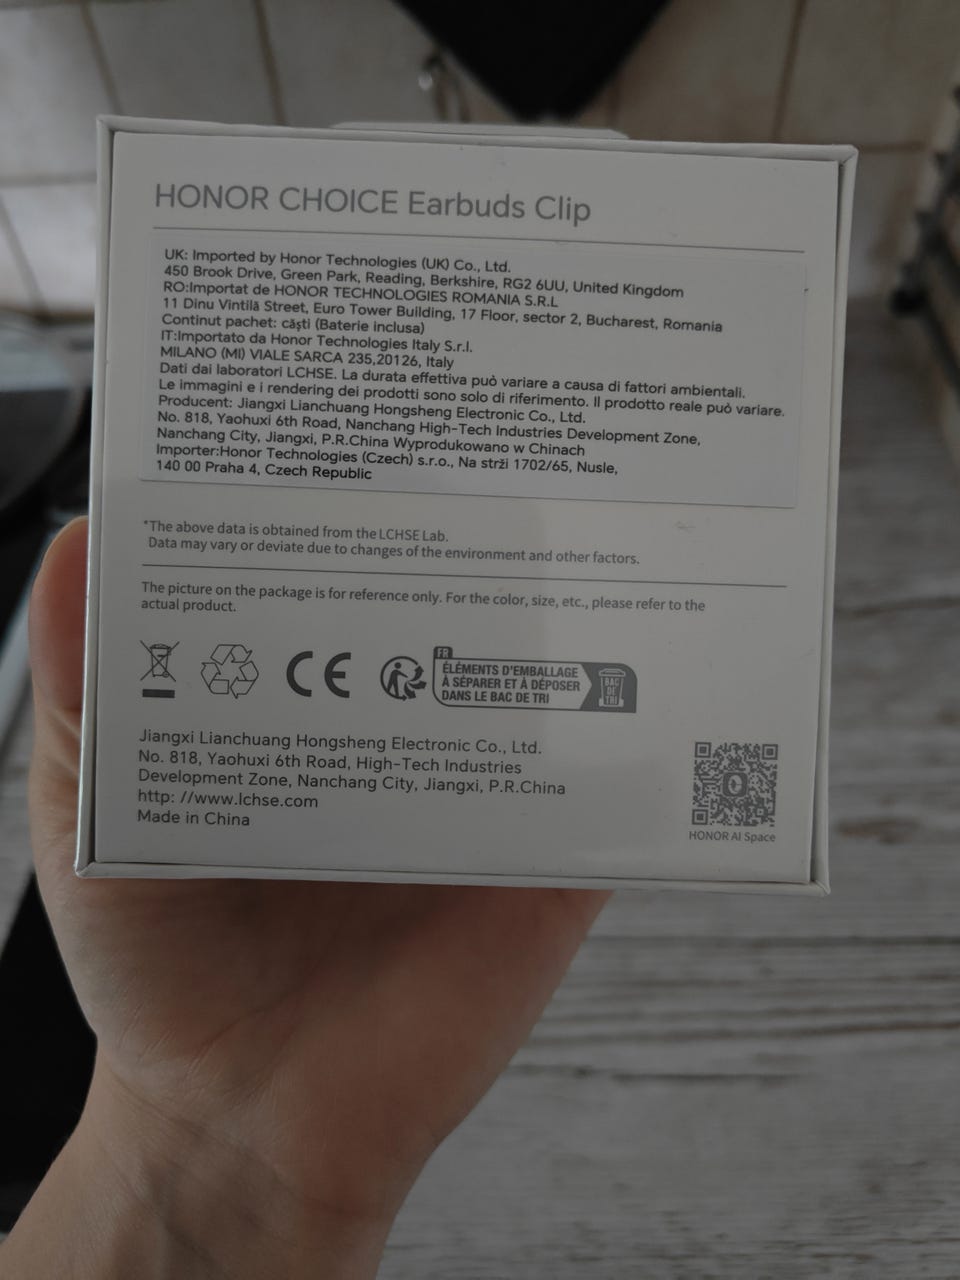 HONOR CHOICE Earbuds Clip
UK: Imported by Honor Technologies (UK) Co., Ltd.
450 Brook Drive, Green Park, Reading, Berkshire, RG2 6UU, United Kingdom
RO:Importat de HONOR TECHNOLOGIES ROMANIA S.R.L
11 Dinu Vintilă Street, Euro Tower Building, 17 Floor, sector 2, Bucharest, Romania
Continut pachet: căști (Baterie inclusa)
IT:Importato da Honor Technologies Italy S.r.l.
MILANO (MI) VIALE SARCA 235,20126, Italy
Dati dai laboratori LCHSE. La durata effettiva può variare a causa di fattori ambientali.
Le immagini e i rendering dei prodotti sono solo di riferimento. Il prodotto reale può variare.
Producent: Jiangxi Lianchuang Hongsheng Electronic Co., Ltd.
No. 818, Yaohuxi 6th Road, Nanchang High-Tech Industries Development Zone,
Nanchang City, Jiangxi, P.R.China Wyprodukowano w Chinach
Importer:Honor Technologies (Czech) s.r.o., Na strži 1702/65, Nusle,
140 00 Praha 4, Czech Republic
*The above data is obtained from the LCHSE Lab.
Data may vary or deviate due to changes of the environment and other factors.
The picture on the package is for reference only. For the color, size, etc., please refer to the
actual product.
CE
FR
ÉLÉMENTS D'EMBALLAGE
À SÉPARER ET À DÉPOSER
DANS LE BAC DE TRI
BAC
DE
TRI
Jiangxi Lianchuang Hongsheng Electronic Co., Ltd.
No. 818, Yaohuxi 6th Road, High-Tech Industries
Development Zone, Nanchang City, Jiangxi, P.R.China
http: //www.lchse.com
Made in China
HONOR AI Space